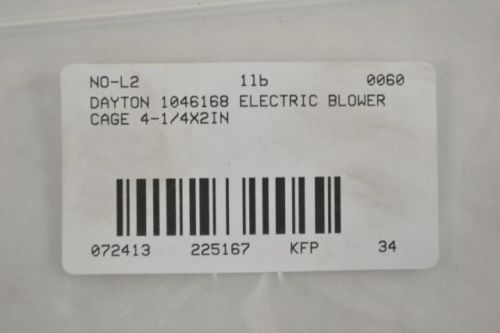 NO-L2 1lb 0060
DAYTON 1046168 ELECTRIC BLOWER
CAGE 4-1/4X2IN
072413 225167 KFP 34